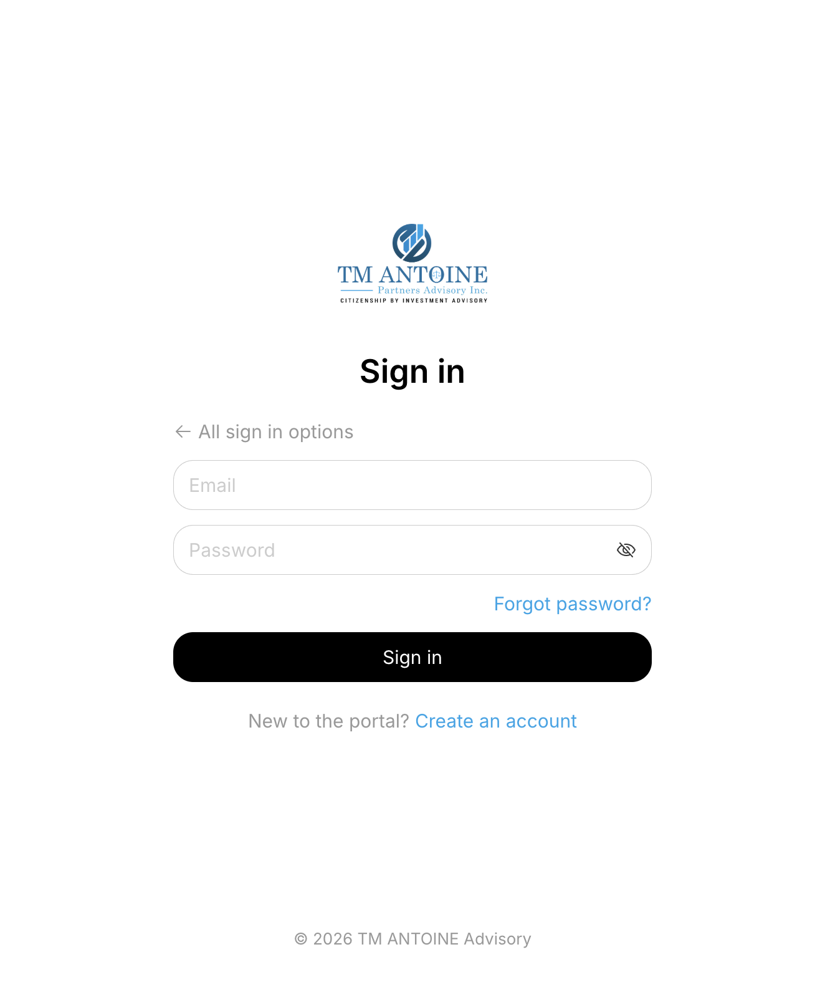 TM ANTOINE
Partners Advisory Inc.
CITIZENSHIP BY INVESTMENT ADVISORY
Sign in
← All sign in options
Email
Password
Forgot password?
Sign in
New to the portal? Create an account
© 2026 TM ANTOINE Advisory